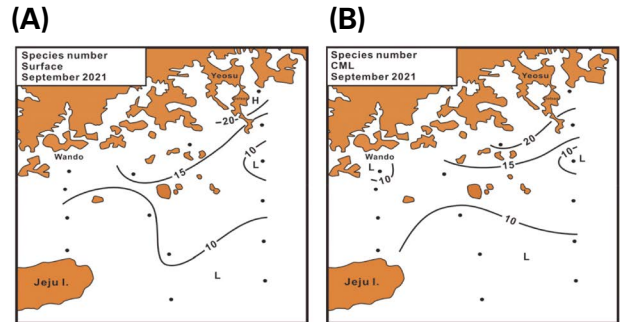 (A)
Species number
Surface
September 2021
Yeosu
H
20
10
L
Wando
15
10
L
Jeju I.
(B)
Species number
CML
September 2021
Yeosu
20
10
L
Wando
L
10
15
10
L
Jeju I.